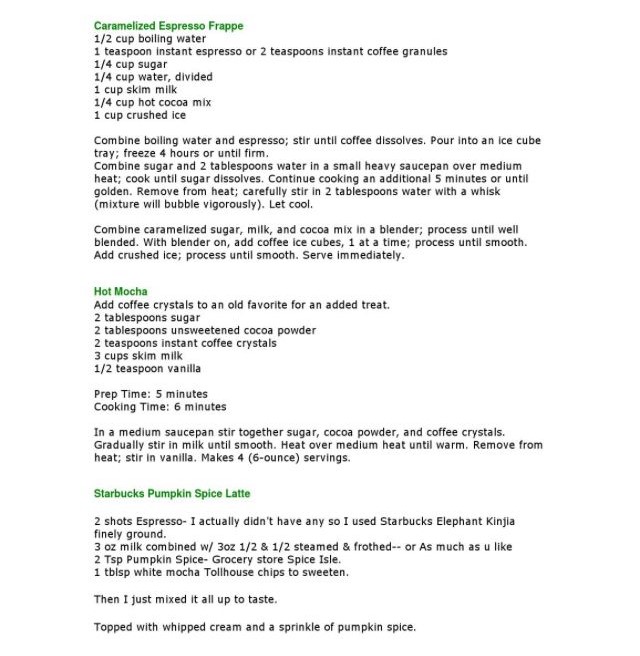 Caramelized Espresso Frappe
1/2 cup boiling water
1 teaspoon instant espresso or 2 teaspoons instant coffee granules
1/4 cup sugar
1/4 cup water, divided
1 cup skim milk
1/4 cup hot cocoa mix
1 cup crushed ice
Combine boiling water and espresso; stir until coffee dissolves. Pour into an ice cube
tray; freeze 4 hours or until firm.
Combine sugar and 2 tablespoons water in a small heavy saucepan over medium
heat; cook until sugar dissolves. Continue cooking an additional 5 minutes or until
golden. Remove from heat; carefully stir in 2 tablespoons water with a whisk
(mixture will bubble vigorously). Let cool.
Combine caramelized sugar, milk, and cocoa mix in a blender; process until well
blended. With blender on, add coffee ice cubes, 1 at a time; process until smooth.
Add crushed ice; process until smooth. Serve immediately.
Hot Mocha
Add coffee crystals to an old favorite for an added treat.
2 tablespoons sugar
2 tablespoons unsweetened cocoa powder
2 teaspoons instant coffee crystals
3 cups skim milk
1/2 teaspoon vanilla
Prep Time: 5 minutes
Cooking Time: 6 minutes
In a medium saucepan stir together sugar, cocoa powder, and coffee crystals.
Gradually stir in milk until smooth. Heat over medium heat until warm. Remove from
heat; stir in vanilla. Makes 4 (6-ounce) servings.
Starbucks Pumpkin Spice Latte
2 shots Espresso- I actually didn't have any so I used Starbucks Elephant Kinjia
finely ground.
3 oz milk combined w/ 3oz 1/2 & 1/2 steamed & frothed-- or As much as u like
2 Tsp Pumpkin Spice- Grocery store Spice Isle.
1 tblsp white mocha Tollhouse chips to sweeten.
Then I just mixed it all up to taste.
Topped with whipped cream and a sprinkle of pumpkin spice.